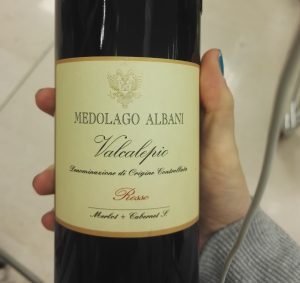 MEDOLAGO ALBANI
Valcalepio
Denominazione di Origine Controllata
Rosso
Merlot + Cabernet S.